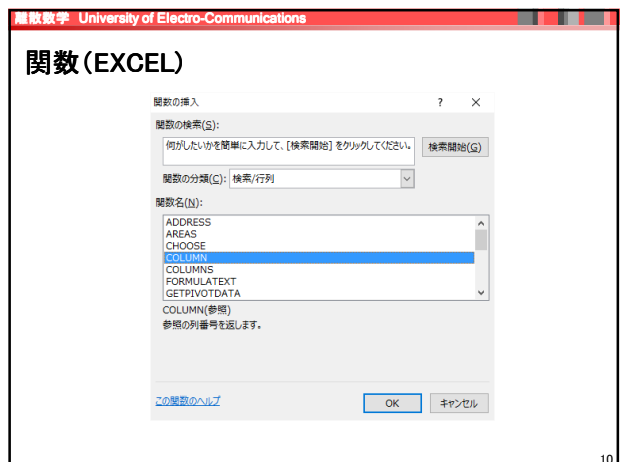 離散数学 University of Electro-Communications
関数(EXCEL)
関数の挿入 ? ×
関数の検索(S):
何がしたいかを簡単に入力して、[検索開始] をクリックしてください。 検索開始(G)
関数の分類(C): 検索/行列
関数名(N):
ADDRESS
AREAS
CHOOSE
COLUMN
COLUMNS
FORMULATEXT
GETPIVOTDATA
COLUMN(参照)
参照の列番号を返します。
この関数のヘルプ OK キャンセル
10